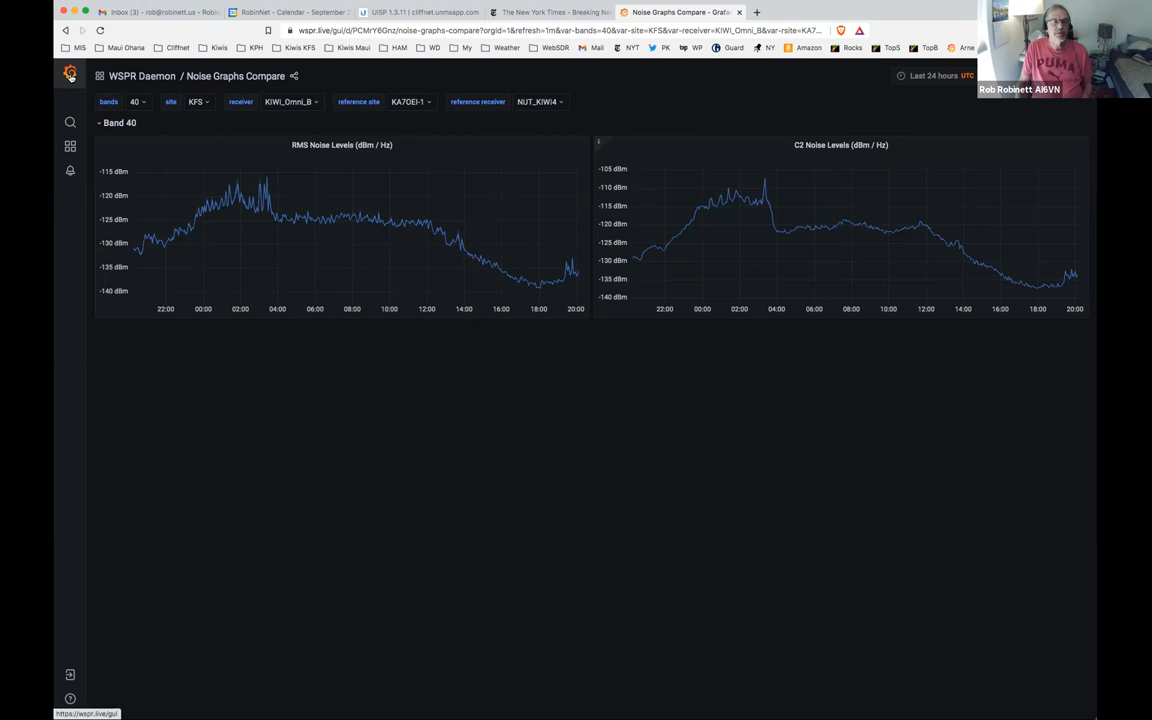 Inbox (3) - rob@robinett.us - Robi
RobinNet - Calendar - September 2
UISP 1.3.11 | cliffnet.unmsapp.com
The New York Times - Breaking Ne
Noise Graphs Compare - Grafa
wspr.live/gui/d/PCMrY6Gnz/noise-graphs-compare?orgId=1&refresh=1m&var-bands=40&var-site=KFS&var-receiver=KIWI_Omni_B&var-rsite=KA7...
MIS Maui Ohana Cliffnet Kiwis KPH Kiwis KFS Kiwis Maui HAM WD My Weather WebSDR Mail NYT PK WP Guard NY Amazon Rocks TopS TopB Arne
Rob Robinett AI6VN
WSPR Daemon / Noise Graphs Compare
Last 24 hours UTC
bands 40 site KFS receiver KIWI_Omni_B reference site KA7OEI-1 reference receiver NUT_KIWI4
Band 40
RMS Noise Levels (dBm / Hz)
-115 dBm
-120 dBm
-125 dBm
-130 dBm
-135 dBm
-140 dBm
22:00 00:00 02:00 04:00 06:00 08:00 10:00 12:00 14:00 16:00 18:00 20:00
C2 Noise Levels (dBm / Hz)
-105 dBm
-110 dBm
-115 dBm
-120 dBm
-125 dBm
-130 dBm
-135 dBm
-140 dBm
22:00 00:00 02:00 04:00 06:00 08:00 10:00 12:00 14:00 16:00 18:00 20:00
PUMA
https://wspr.live/gui